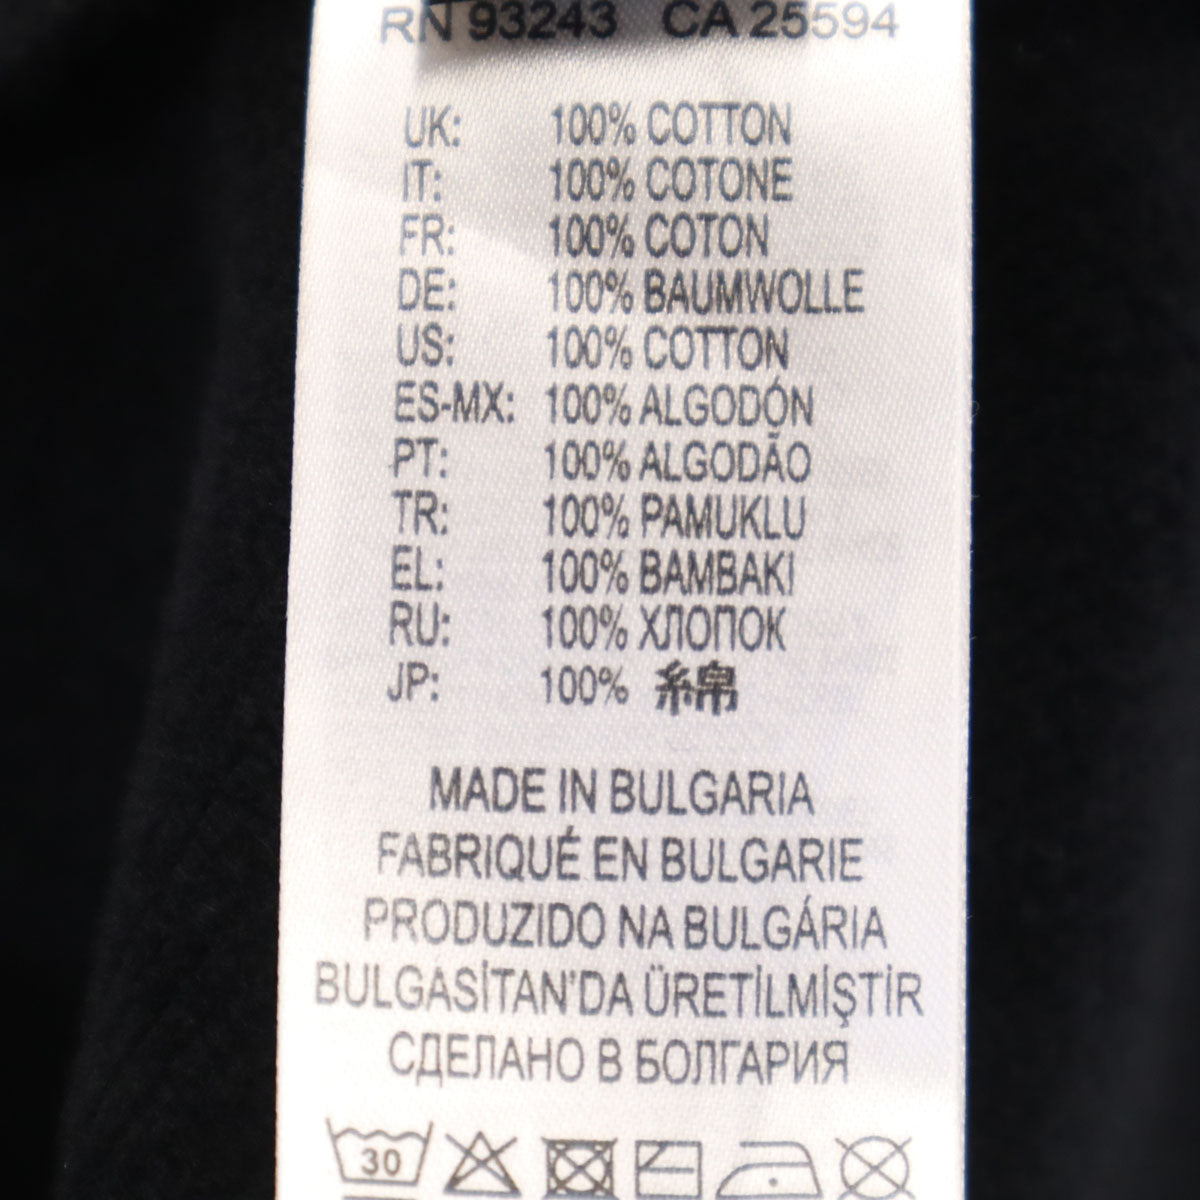 RN 93243 CA 25594
UK: 100% COTTON
IT: 100% COTONE
FR: 100% COTON
DE: 100% BAUMWOLLE
US: 100% COTTON
ES-MX: 100% ALGODÓN
PT: 100% ALGODÃO
TR: 100% PAMUKLU
EL: 100% BAMBAKI
RU: 100% ХЛОПОК
JP: 100% 綿
MADE IN BULGARIA
FABRIQUÉ EN BULGARIE
PRODUZIDO NA BULGÁRIA
BULGASİTAN'DA ÜRETİLMİŞTİR
СДЕЛАНО В БОЛГАРИЯ
30